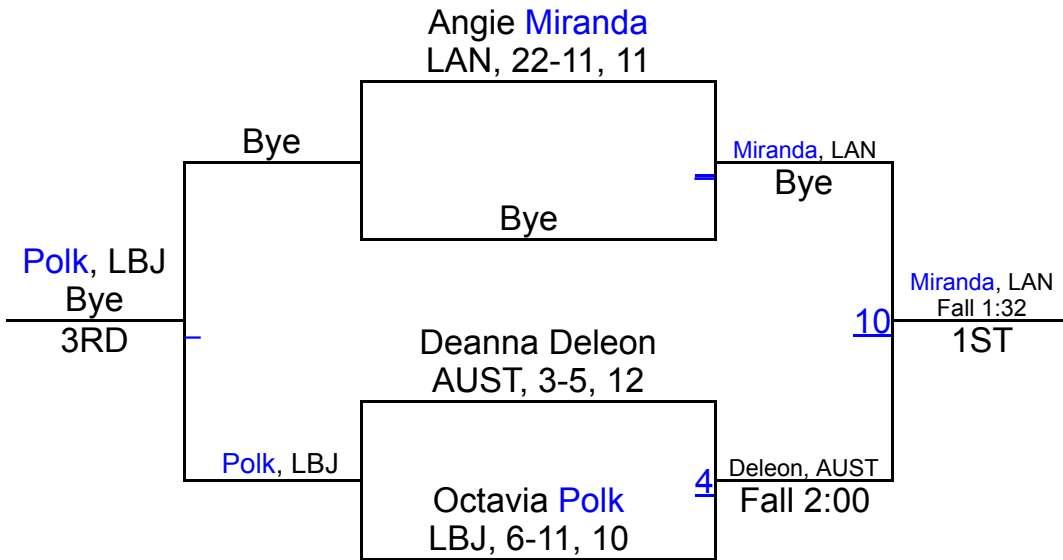 Angie Miranda
LAN, 22-11, 11
Bye
Miranda, LAN
Bye
Bye
Polk, LBJ
Bye
3RD
Miranda, LAN
Fall 1:32
10
1ST
Deanna Deleon
AUST, 3-5, 12
Polk, LBJ
Deleon, AUST
4
Fall 2:00
Octavia Polk
LBJ, 6-11, 10